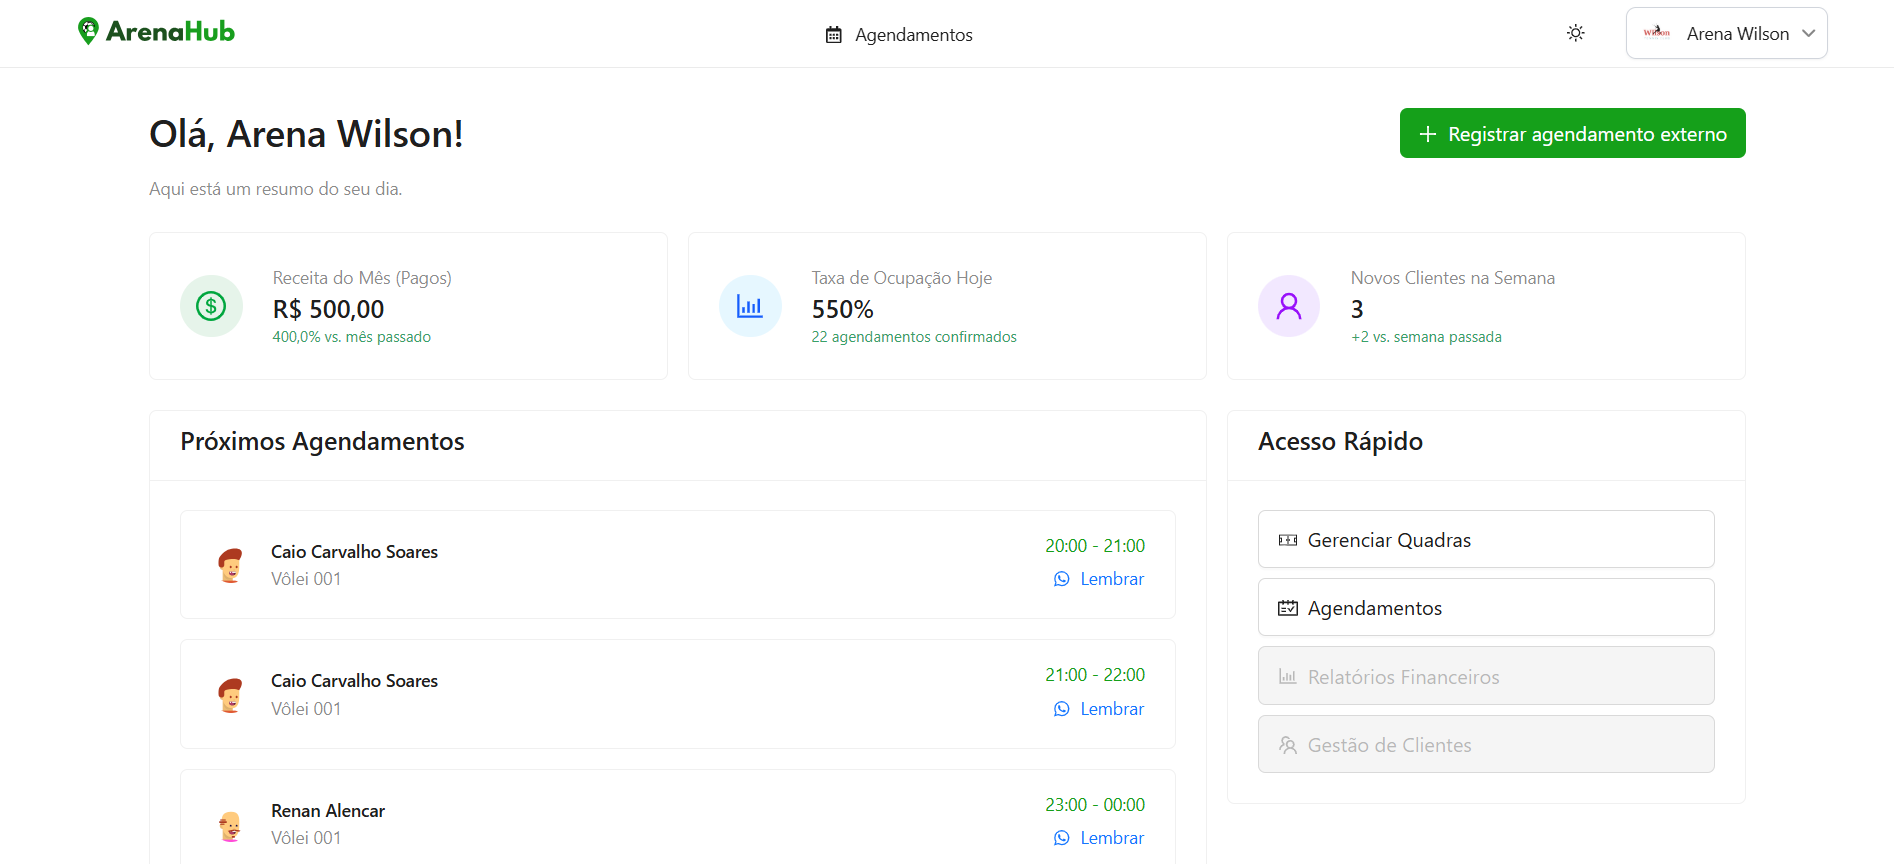 ArenaHub
Agendamentos
Wilson
Arena Wilson
Olá, Arena Wilson!
Registrar agendamento externo
Aqui está um resumo do seu dia.
Receita do Mês (Pagos)
R$ 500,00
400,0% vs. mês passado
Taxa de Ocupação Hoje
550%
22 agendamentos confirmados
Novos Clientes na Semana
3
+2 vs. semana passada
Próximos Agendamentos
Caio Carvalho Soares
Vôlei 001
20:00 - 21:00
Lembrar
Caio Carvalho Soares
Vôlei 001
21:00 - 22:00
Lembrar
Renan Alencar
Vôlei 001
23:00 - 00:00
Lembrar
Acesso Rápido
Gerenciar Quadras
Agendamentos
Relatórios Financeiros
Gestão de Clientes